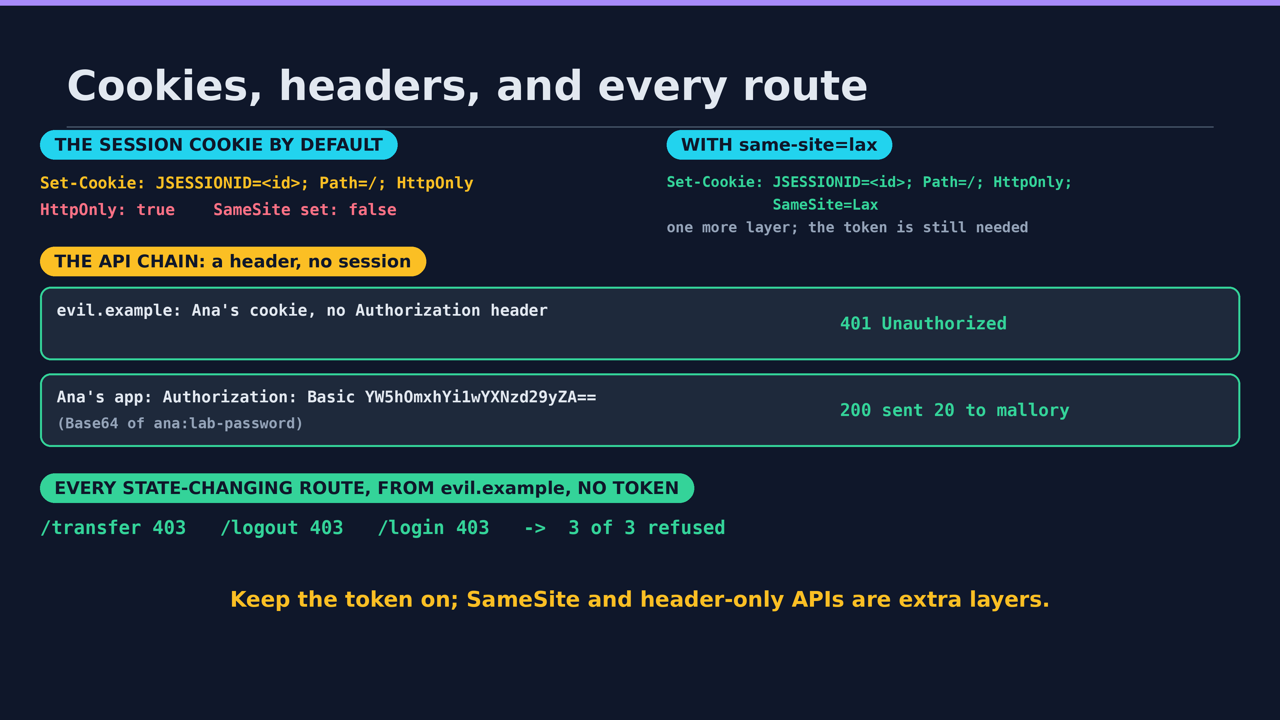 Cookies, headers, and every route
THE SESSION COOKIE BY DEFAULT
Set-Cookie: JSESSIONID=<id>; Path=/; HttpOnly
HttpOnly: true    SameSite set: false
WITH same-site=lax
Set-Cookie: JSESSIONID=<id>; Path=/; HttpOnly;
SameSite=Lax
one more layer; the token is still needed
THE API CHAIN: a header, no session
evil.example: Ana's cookie, no Authorization header
401 Unauthorized
Ana's app: Authorization: Basic YW5hOmxhYi1wYXNzd29yZA==
(Base64 of ana:lab-password)
200 sent 20 to mallory
EVERY STATE-CHANGING ROUTE, FROM evil.example, NO TOKEN
/transfer 403   /logout 403   /login 403   ->  3 of 3 refused
Keep the token on; SameSite and header-only APIs are extra layers.